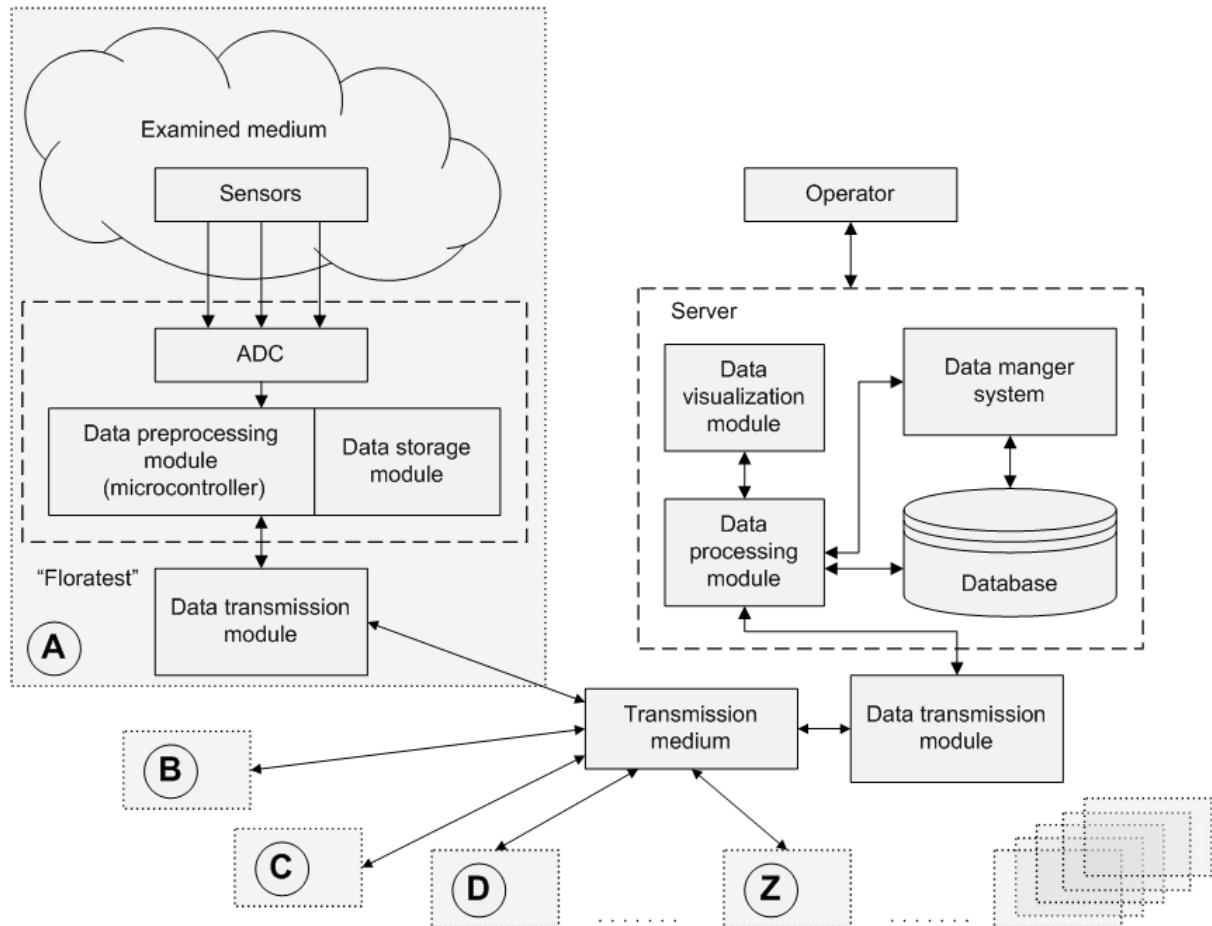 Examined medium
Sensors
ADC
Data preprocessing
module
(microcontroller)
Data storage
module
“Floratest”
Data transmission
module
A
Operator
Server
Data
visualization
module
Data manger
system
Data
processing
module
Database
Transmission
medium
Data transmission
module
B
C
D
. . . . . . .
Z
. . . . . . .